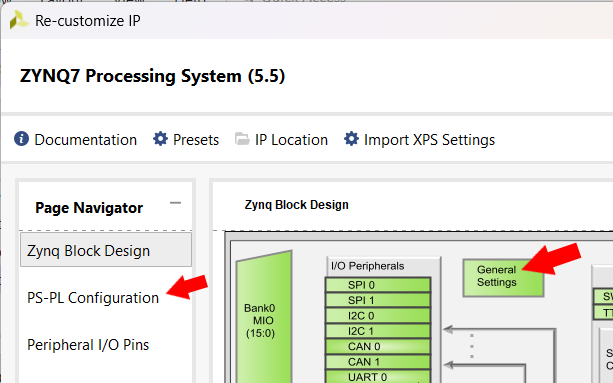 Re-customize IP
ZYNQ7 Processing System (5.5)
Documentation Presets IP Location Import XPS Settings
Page Navigator
Zynq Block Design
PS-PL Configuration
Peripheral I/O Pins
Zynq Block Design
Bank0
MIO
(15:0)
I/O Peripherals
SPI 0
SPI 1
I2C 0
I2C 1
CAN 0
CAN 1
UART 0
General
Settings